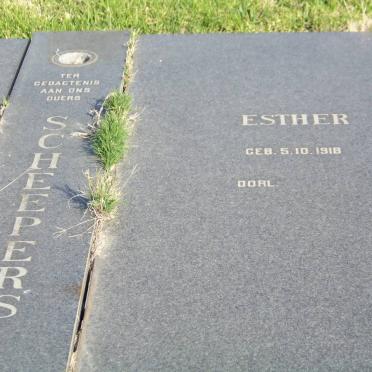 TER
GEDAGTENIS
AAN ONS
OUERS
SCHEEPERS
ESTHER
GEB. 5.10.1918
OORL.